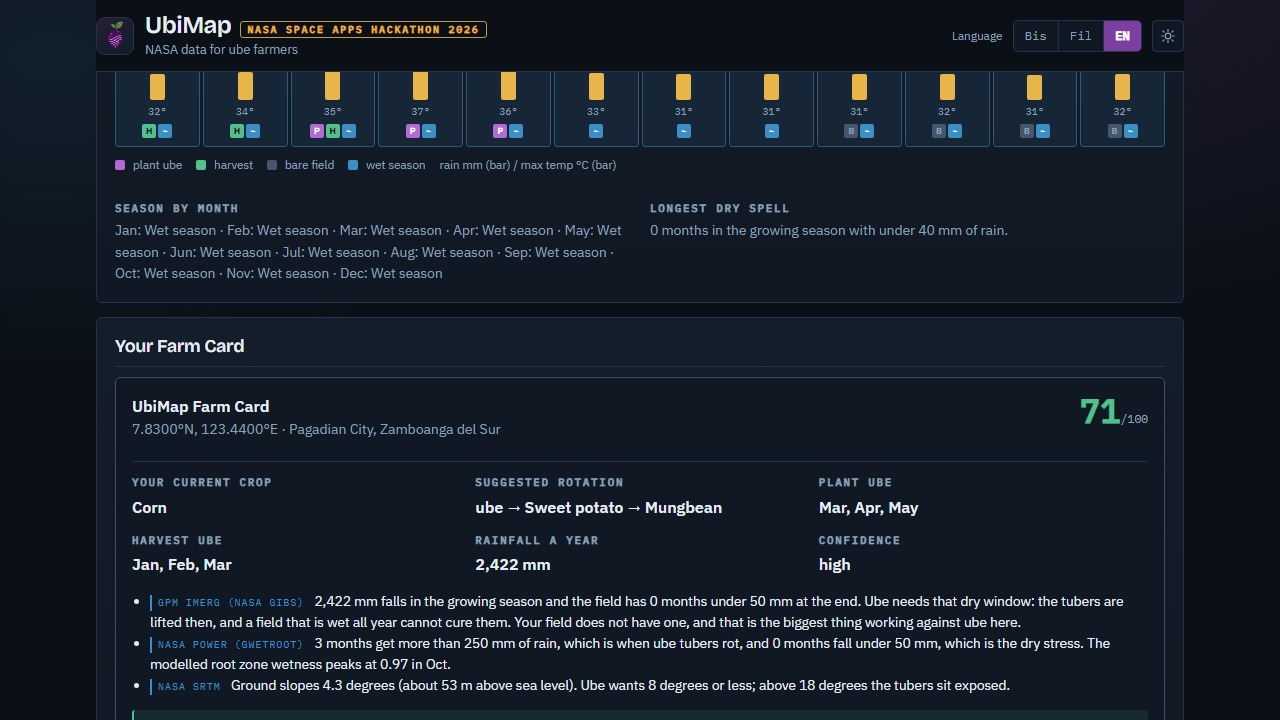 UbiMap NASA SPACE APPS HACKATHON 2026
NASA data for ube farmers
Language Bis Fil EN
32° 34° 35° 37° 36° 33° 31° 31° 31° 32° 31° 32°
H ~ H ~ P H ~ P ~ P ~ ~ ~ ~ B ~ B ~ B ~ B ~
plant ube harvest bare field wet season rain mm (bar) / max temp °C (bar)
SEASON BY MONTH
Jan: Wet season · Feb: Wet season · Mar: Wet season · Apr: Wet season · May: Wet
season · Jun: Wet season · Jul: Wet season · Aug: Wet season · Sep: Wet season ·
Oct: Wet season · Nov: Wet season · Dec: Wet season
LONGEST DRY SPELL
0 months in the growing season with under 40 mm of rain.
Your Farm Card
UbiMap Farm Card
7.8300°N, 123.4400°E · Pagadian City, Zamboanga del Sur
71/100
YOUR CURRENT CROP
Corn
SUGGESTED ROTATION
ube → Sweet potato → Mungbean
PLANT UBE
Mar, Apr, May
HARVEST UBE
Jan, Feb, Mar
RAINFALL A YEAR
2,422 mm
CONFIDENCE
high
• GPM IMERG (NASA GIBS) 2,422 mm falls in the growing season and the field has 0 months under 50 mm at the end. Ube needs that dry window: the tubers are
lifted then, and a field that is wet all year cannot cure them. Your field does not have one, and that is the biggest thing working against ube here.
• NASA POWER (GWETROOT) 3 months get more than 250 mm of rain, which is when ube tubers rot, and 0 months fall under 50 mm, which is the dry stress. The
modelled root zone wetness peaks at 0.97 in Oct.
• NASA SRTM Ground slopes 4.3 degrees (about 53 m above sea level). Ube wants 8 degrees or less; above 18 degrees the tubers sit exposed.